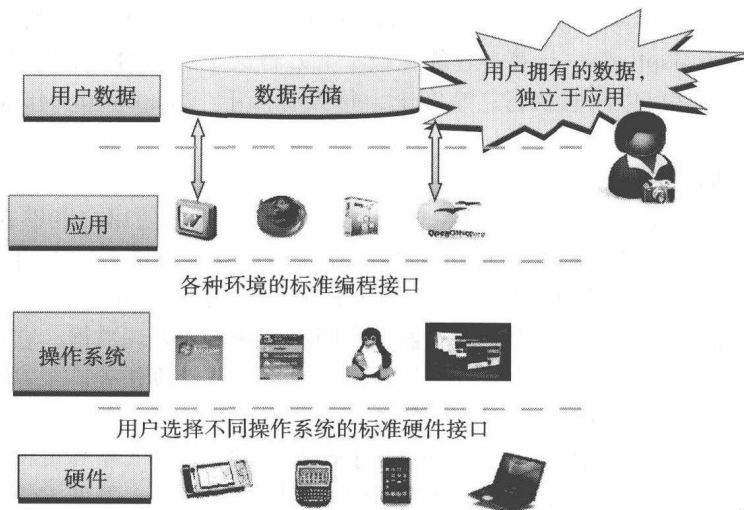 用户拥有的数据，
独立于应用
用户数据
数据存储
应用
W
OpenOffice
各种环境的标准编程接口
操作系统
用户选择不同操作系统的标准硬件接口
硬件